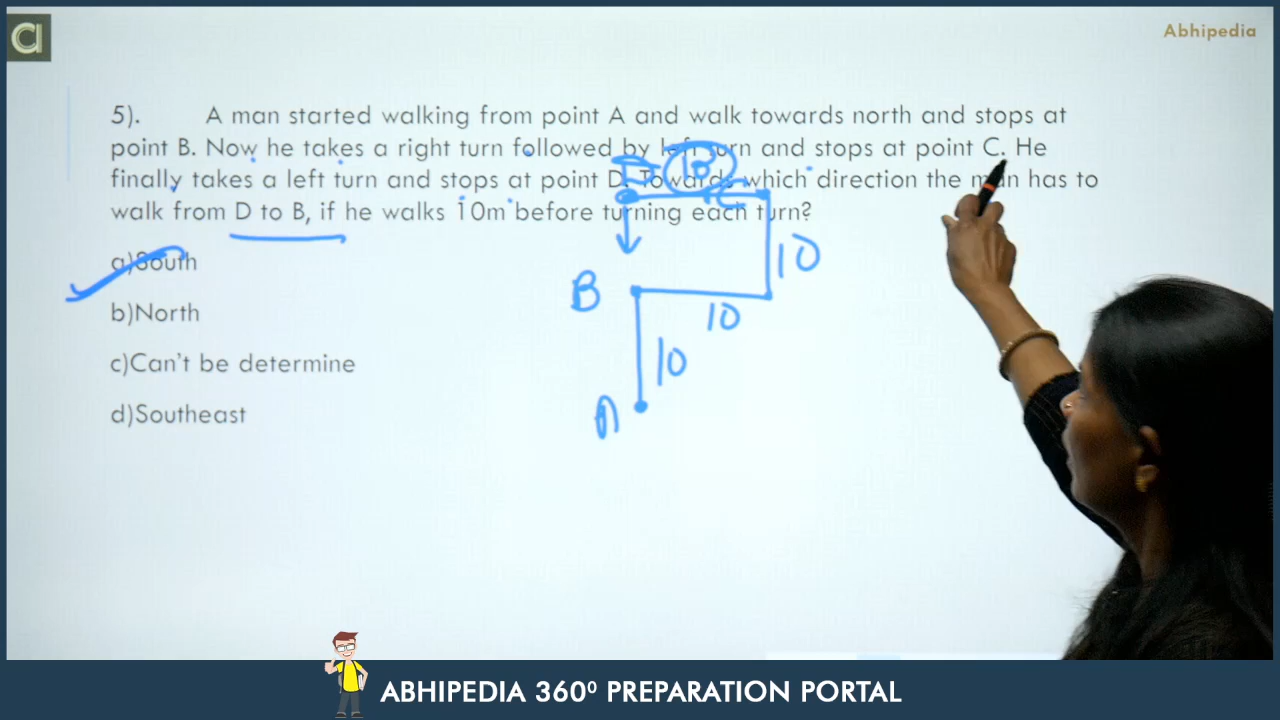 a
Abhipedia
5). A man started walking from point A and walk towards north and stops at
point B. Now he takes a right turn followed by left turn and stops at point C. He
finally takes a left turn and stops at point D. Towards which direction the man has to
walk from D to B, if he walks 10m before turning each turn?
a)South
b)North
c)Can't be determine
d)Southeast
C
10
B
10
10
A
ABHIPEDIA 360⁰ PREPARATION PORTAL